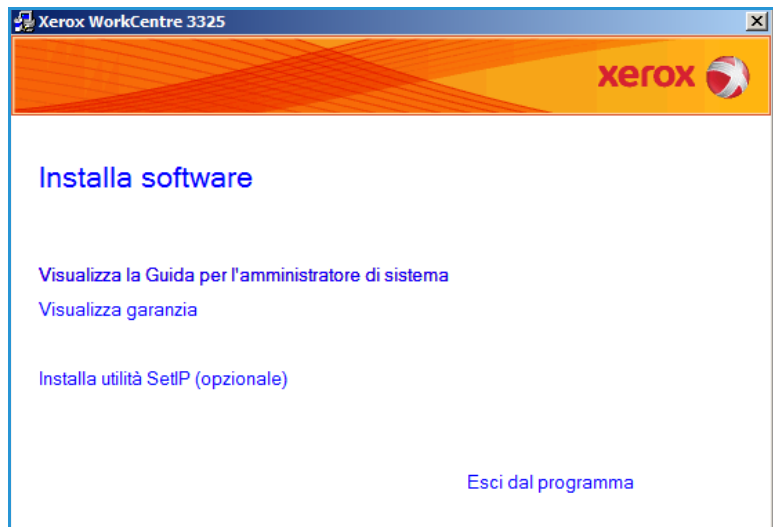 Xerox WorkCentre 3325
xerox
Installa software
Visualizza la Guida per l'amministratore di sistema
Visualizza garanzia
Installa utilità SetIP (opzionale)
Esci dal programma